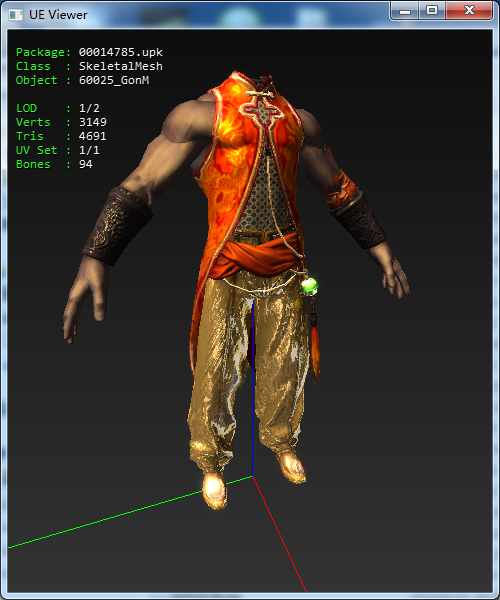 UE Viewer
Package: 00014785.upk
Class : SkeletalMesh
Object : 60025_GonM
LOD : 1/2
Verts : 3149
Tris : 4691
UV Set : 1/1
Bones : 94